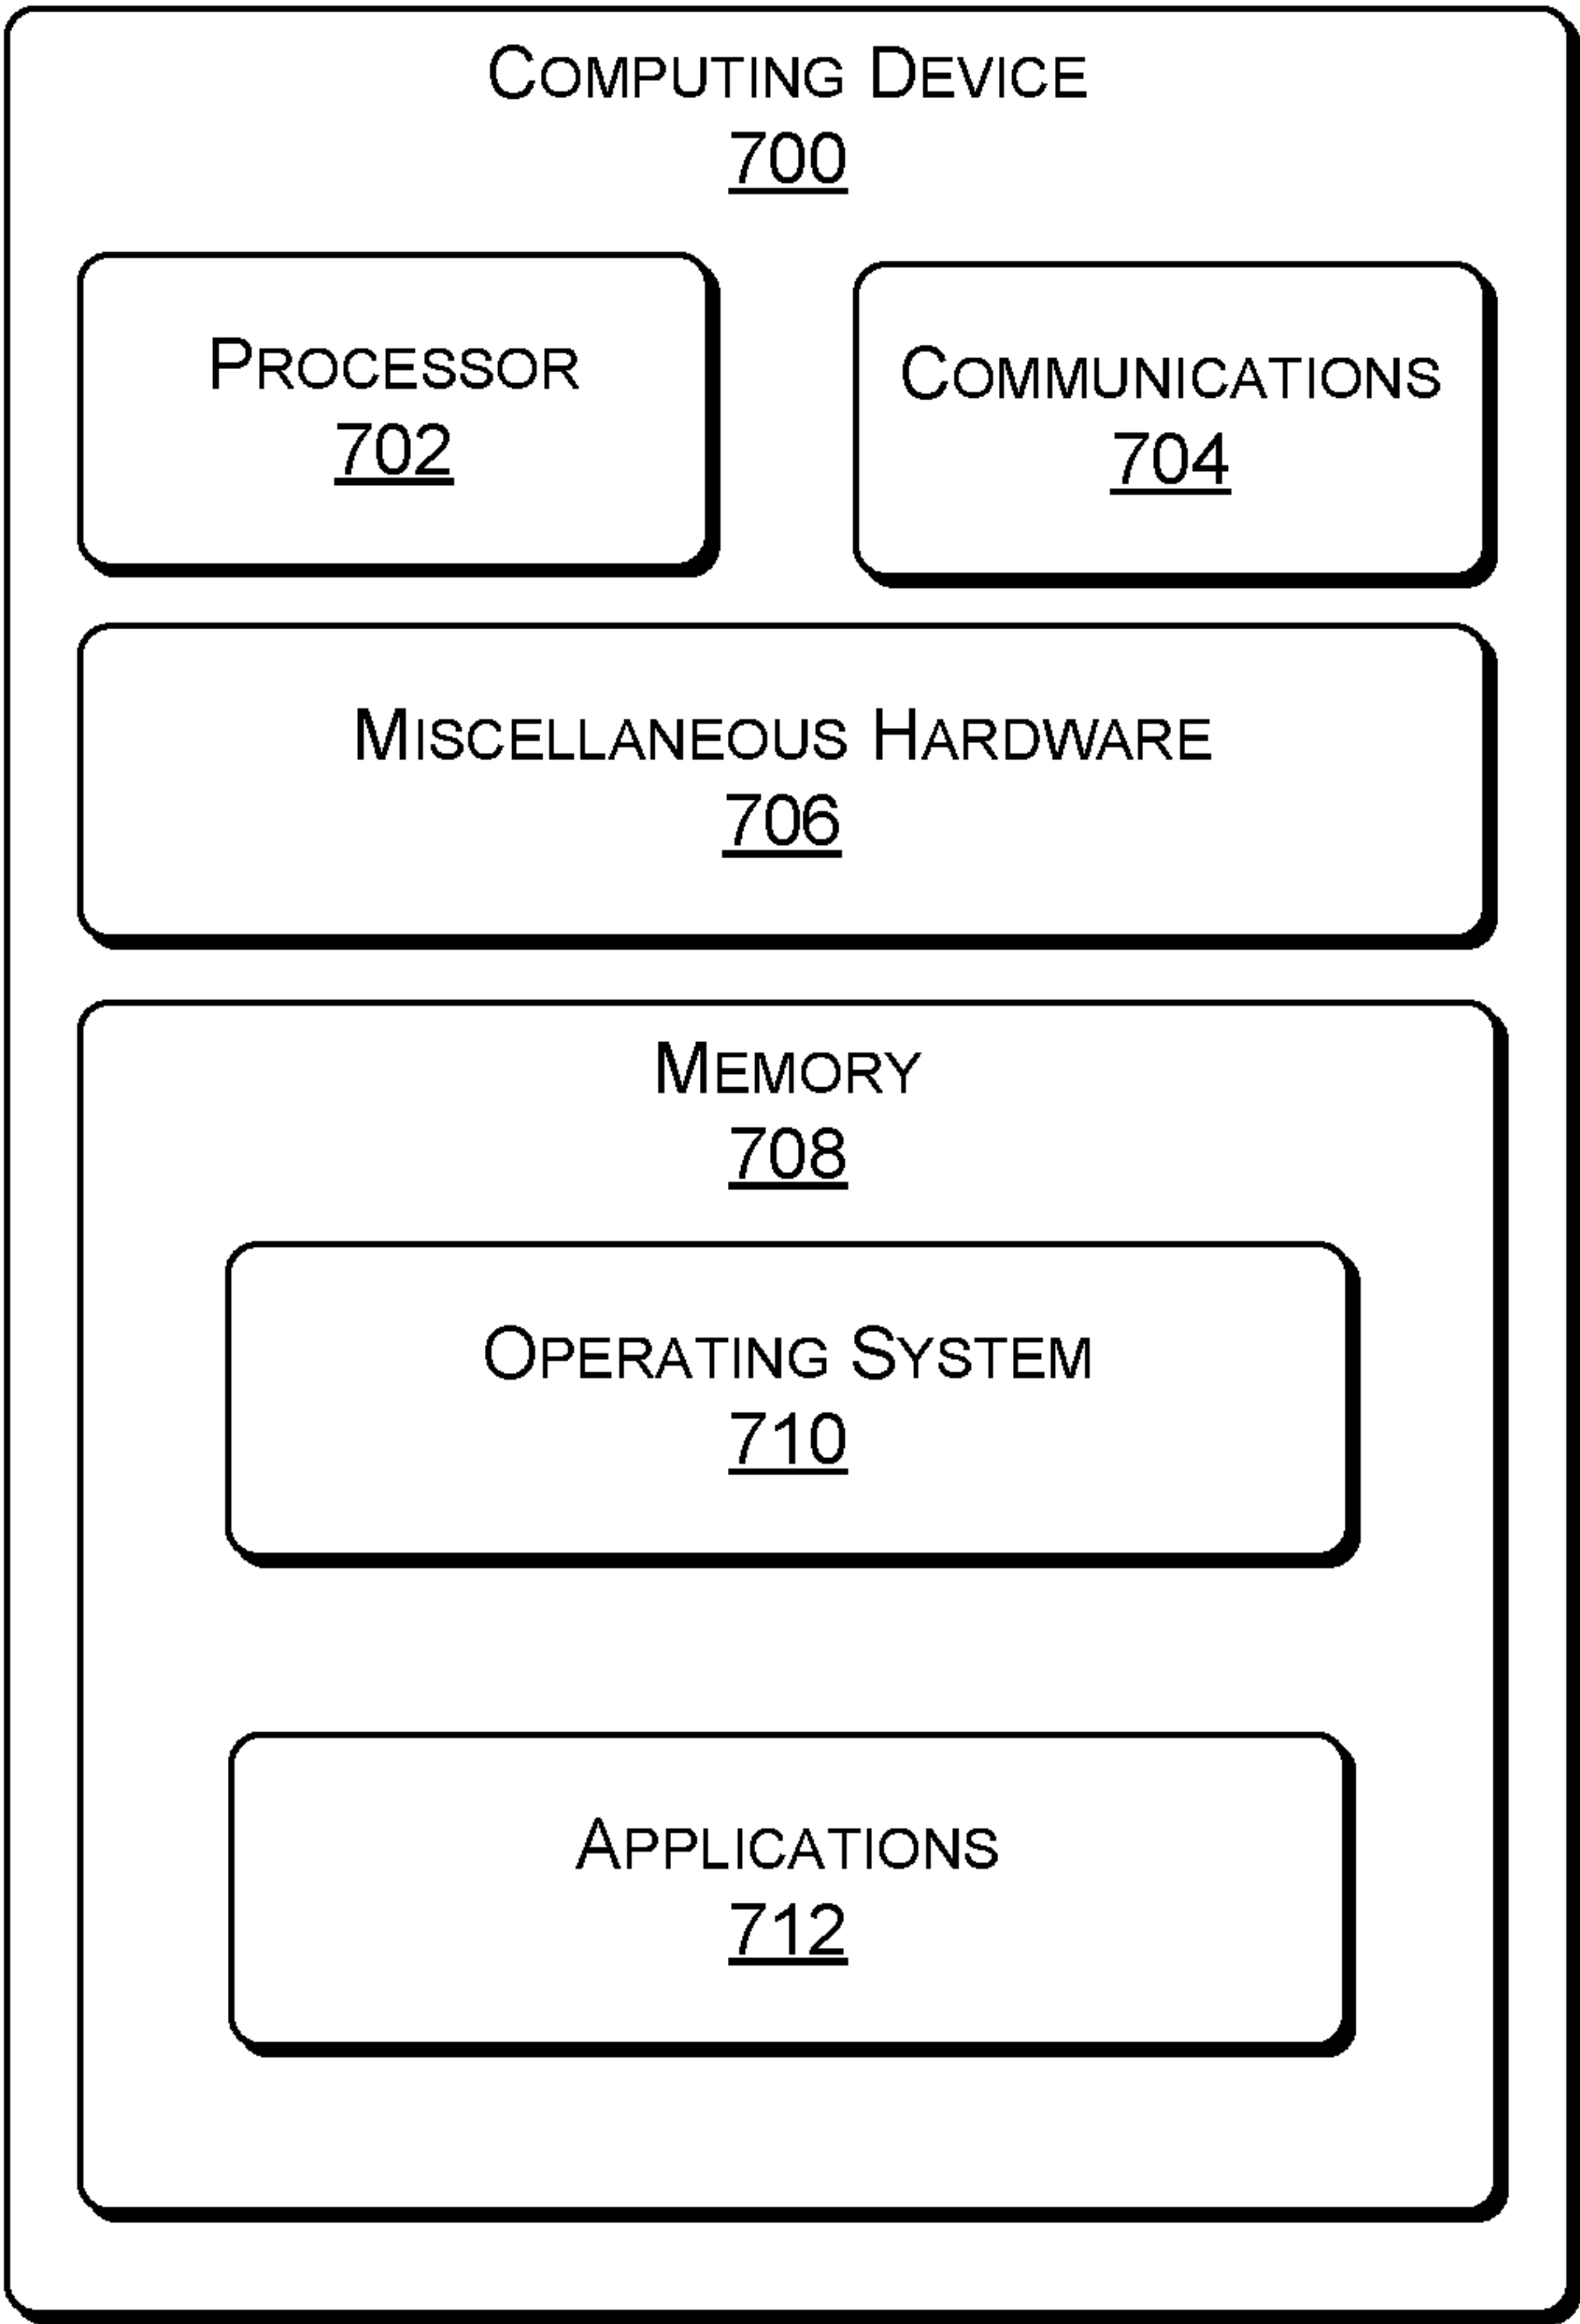 COMPUTING DEVICE
700
PROCESSOR
702
COMMUNICATIONS
704
MISCELLANEOUS HARDWARE
706
MEMORY
708
OPERATING SYSTEM
710
APPLICATIONS
712